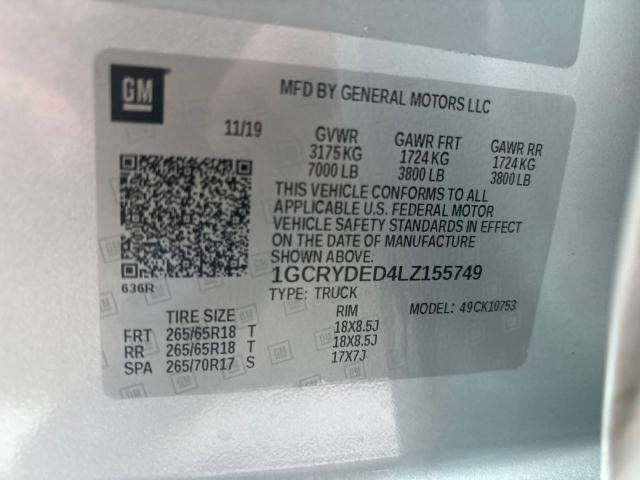 GM
MFD BY GENERAL MOTORS LLC
11/19
GVWR GAWR FRT GAWR RR
3175 KG 1724 KG 1724 KG
7000 LB 3800 LB 3800 LB
THIS VEHICLE CONFORMS TO ALL
APPLICABLE U.S. FEDERAL MOTOR
VEHICLE SAFETY STANDARDS IN EFFECT
ON THE DATE OF MANUFACTURE
SHOWN ABOVE.
636R
1GCRYDED4LZ155749
TYPE: TRUCK MODEL: 49CK10753
TIRE SIZE RIM
FRT 265/65R18 T 18X8.5J
RR 265/65R18 T 18X8.5J
SPA 265/70R17 S 17X7J